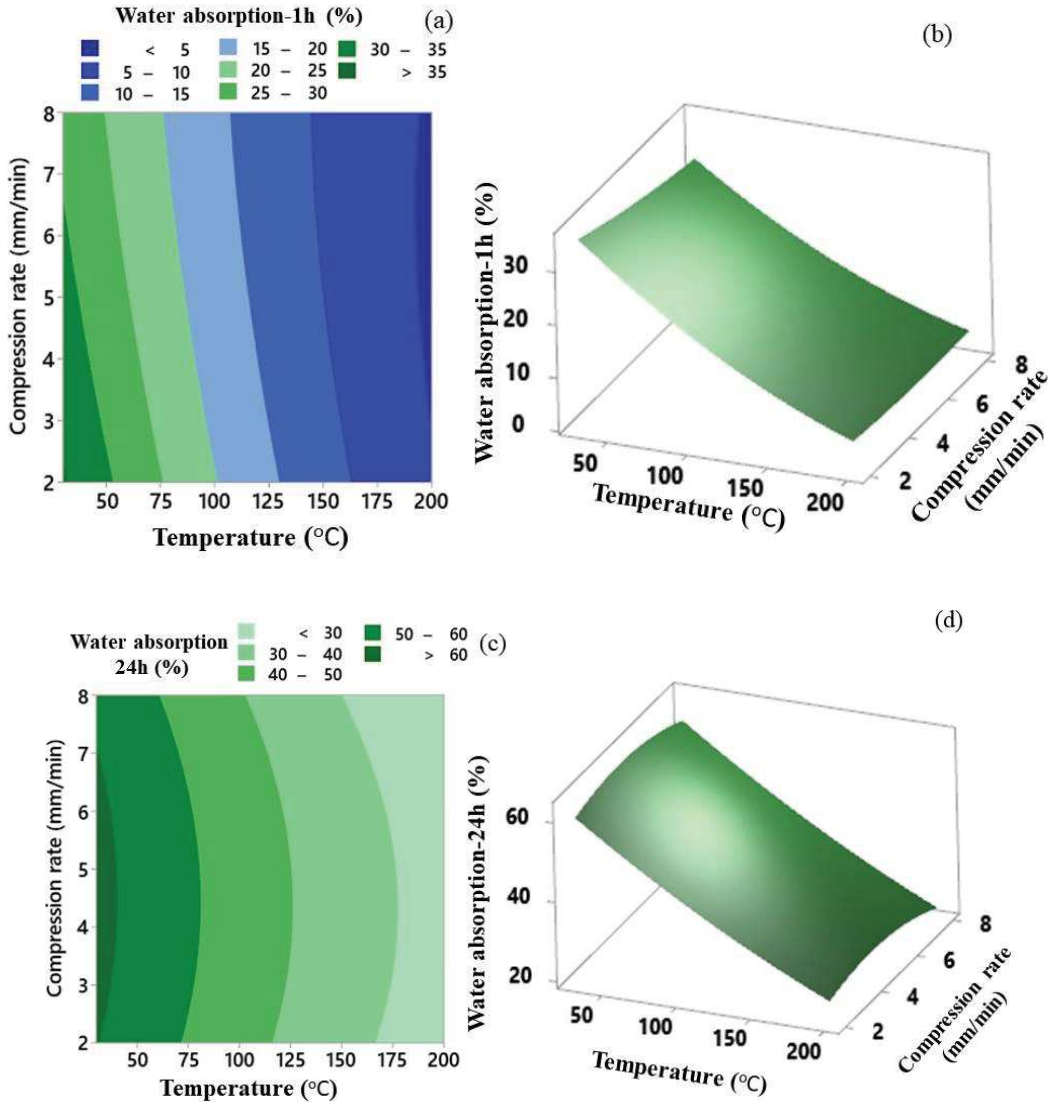 Water absorption-1h (%)
(a)
< 5
5 – 10
10 – 15
15 – 20
20 – 25
25 – 30
30 – 35
> 35
Compression rate (mm/min)
8
7
6
5
4
3
2
75
50
100
125
150
175
200
Temperature (°C)
(b)
Water absorption-1h (%)
30
20
10
0
50
100
150
200
Temperature (°C)
2
4
6
8
Compression rate
(mm/min)
Water absorption
24h (%)
(c)
< 30
30 – 40
40 – 50
50 – 60
> 60
Compression rate (mm/min)
8
7
6
5
4
3
2
50
75
100
125
150
175
200
Temperature (°C)
(d)
Water absorption-24h (%)
60
40
20
50
100
150
200
Temperature (°C)
2
4
6
8
Compression rate
(mm/min)